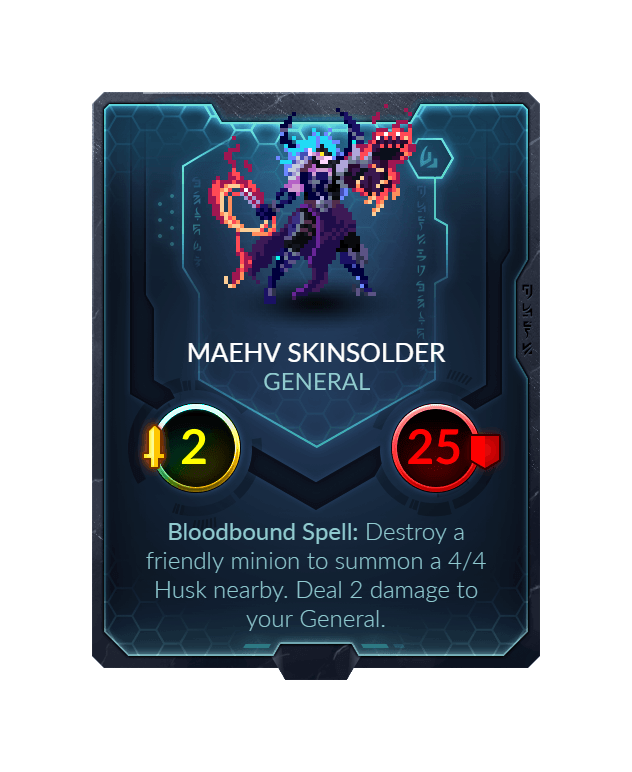 MAEHV SKINSOLDER
GENERAL
2
25
Bloodbound Spell: Destroy a
friendly minion to summon a 4/4
Husk nearby. Deal 2 damage to
your General.